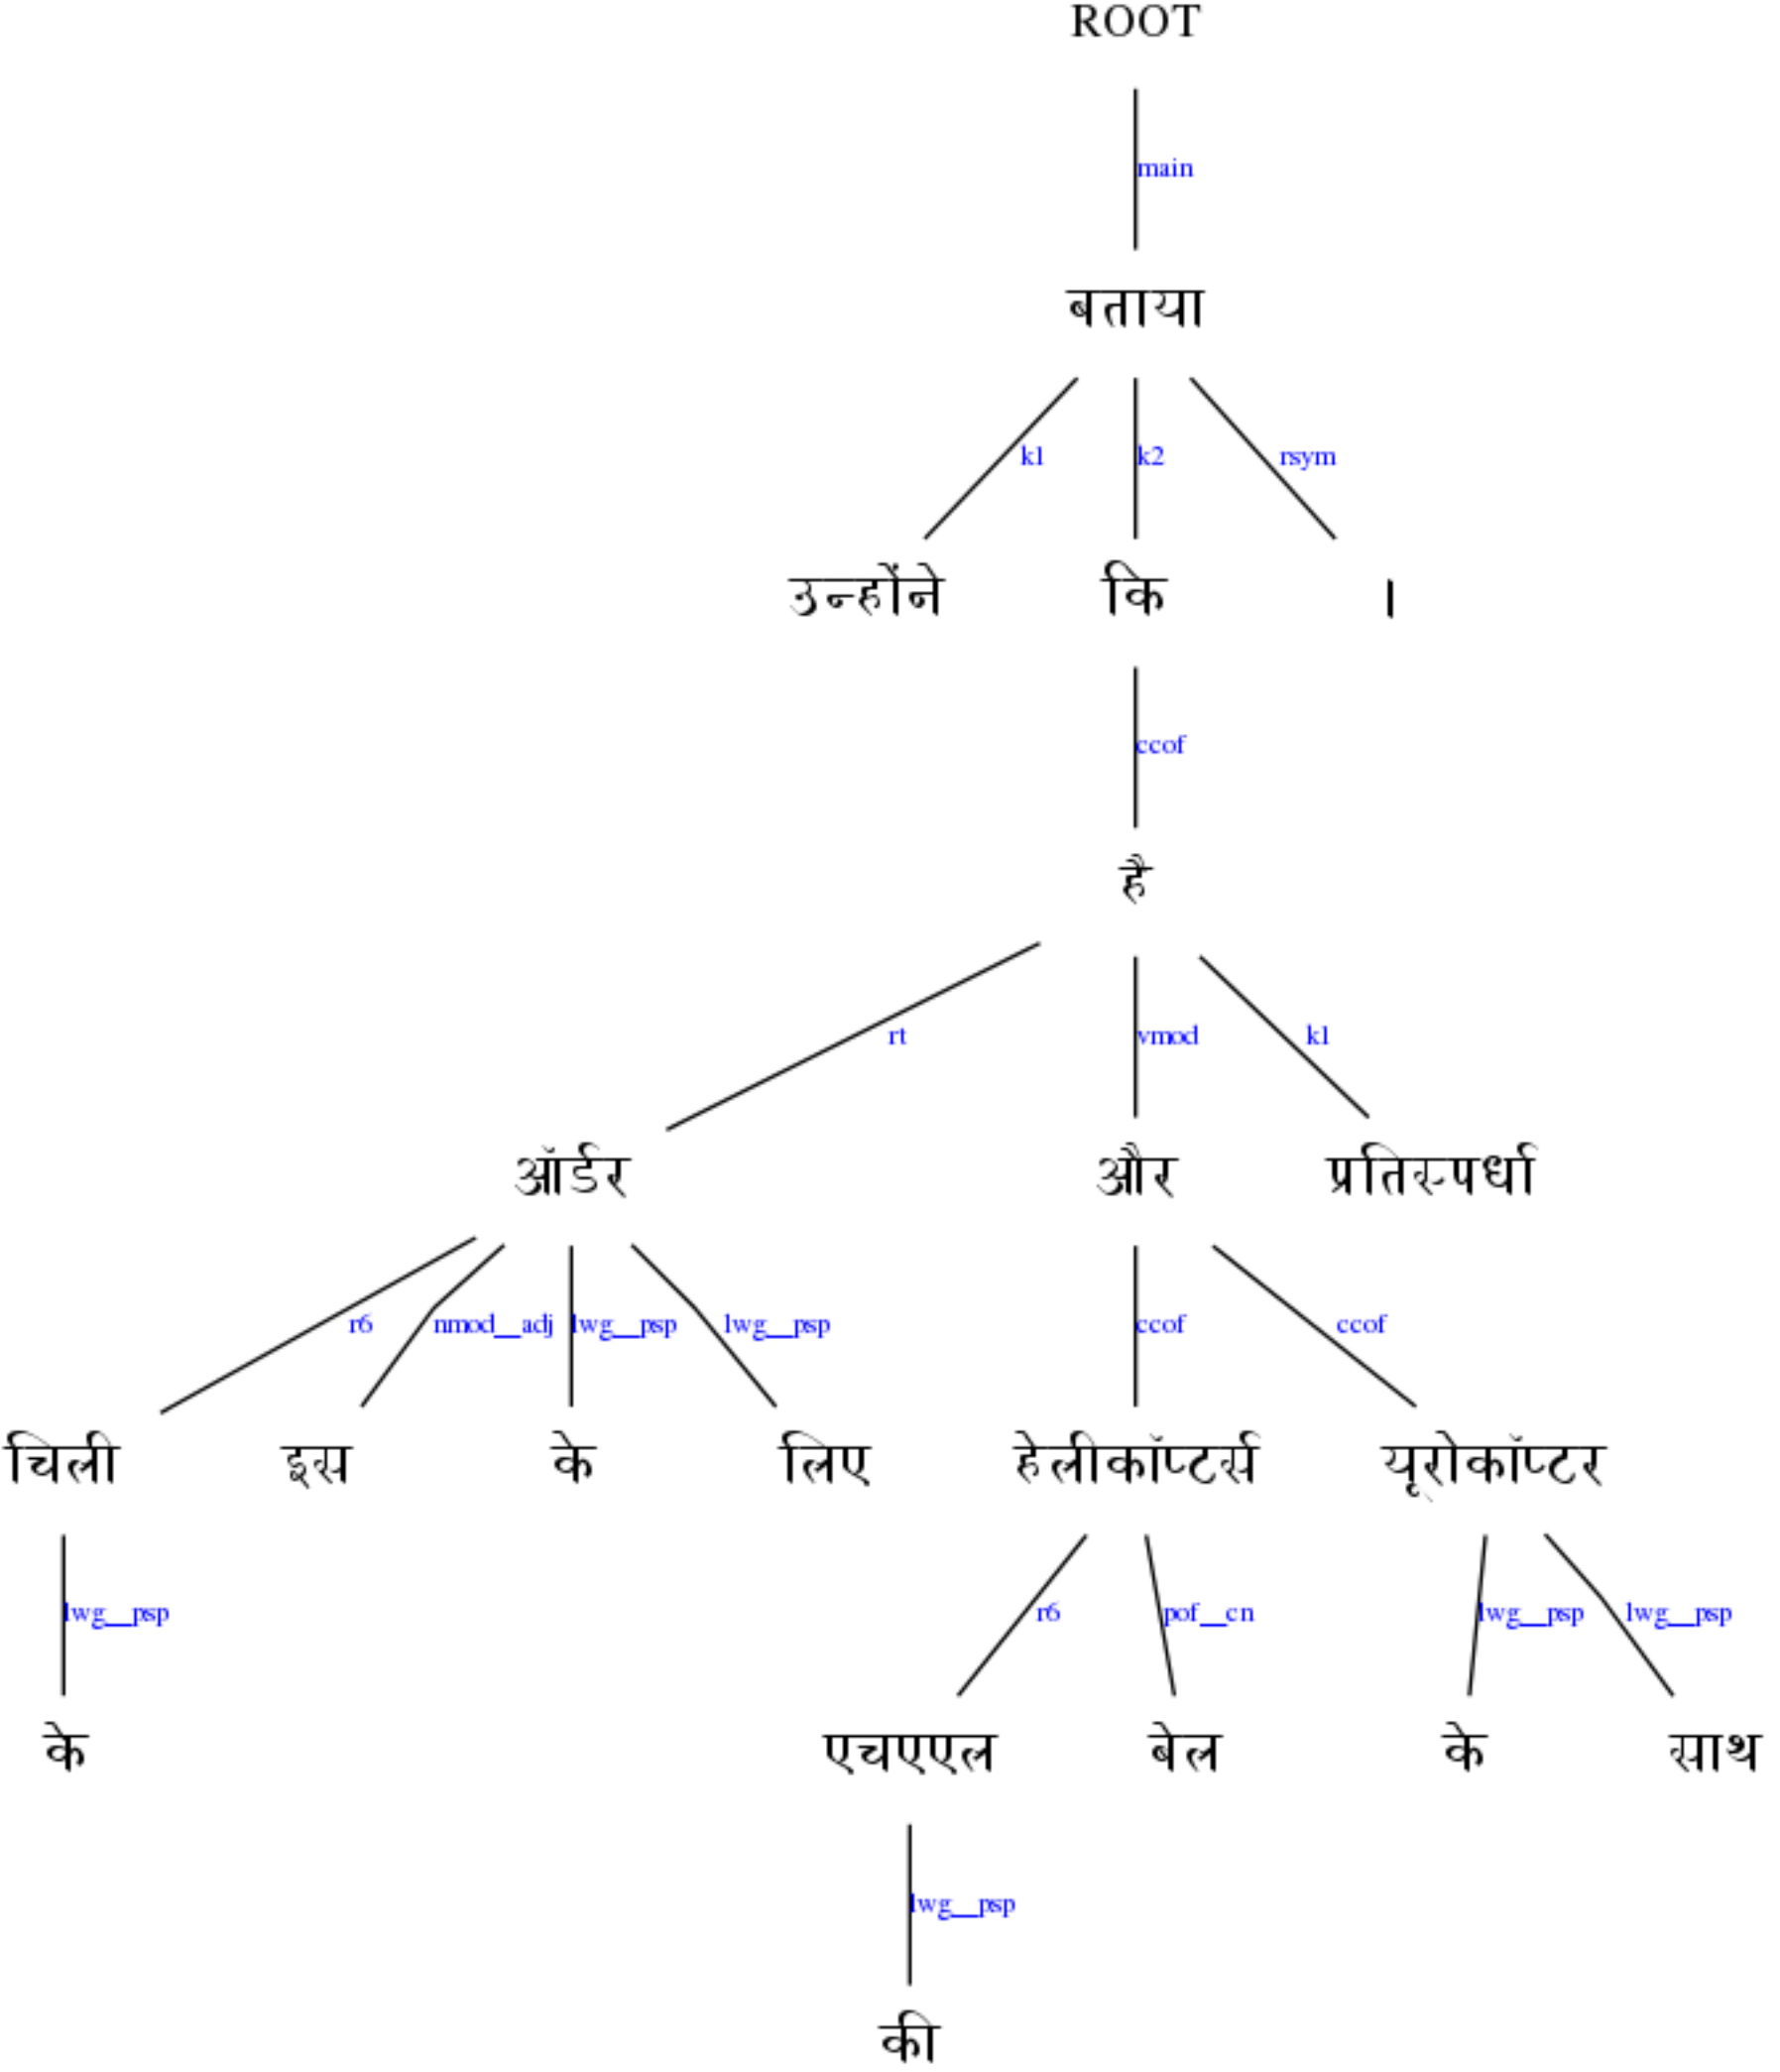 ROOT
main
बताया
k1 k2 rsym
उन्होंने कि ।
ccof
है
rt vmod k1
ऑर्डर और प्रतिस्पर्धा
r6 nmod__adj lwg__psp lwg__psp ccof ccof
चिली इस के लिए हेलीकॉप्टर्स यूरोकॉप्टर
lwg__psp r6 pof__cn lwg__psp lwg__psp
के एचएएल बेल के साथ
lwg__psp
की